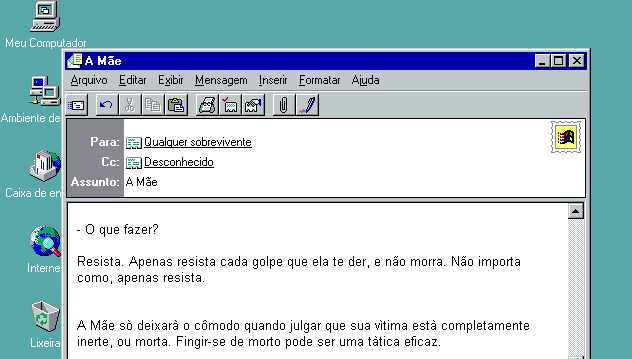 Meu Computador
A Mãe
Arquivo Editar Exibir Mensagem Inserir Formatar Ajuda
Ambiente de
Para: Qualquer sobrevivente
Cc: Desconhecido
Assunto: A Mãe
Caixa de en
- O que fazer?
Interne
Resista. Apenas resista cada golpe que ela te der, e não morra. Não importa
como, apenas resista.
A Mãe sò deixarà o cômodo quando julgar que sua vìtima està completamente
inerte, ou morta. Fingir-se de morto pode ser uma tàtica eficaz.
Lixeira